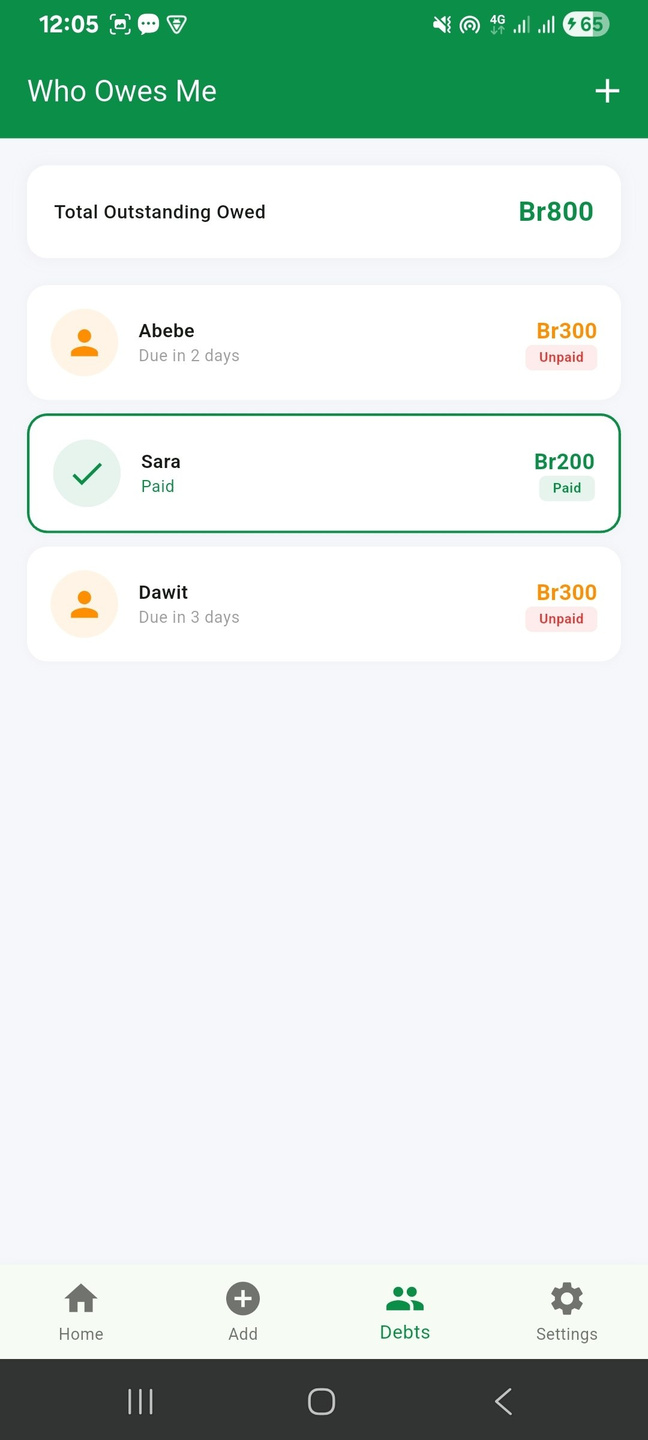 12:05
4G
65
Who Owes Me
Total Outstanding Owed
Br800
Abebe
Due in 2 days
Br300
Unpaid
Sara
Paid
Br200
Paid
Dawit
Due in 3 days
Br300
Unpaid
Home
Add
Debts
Settings